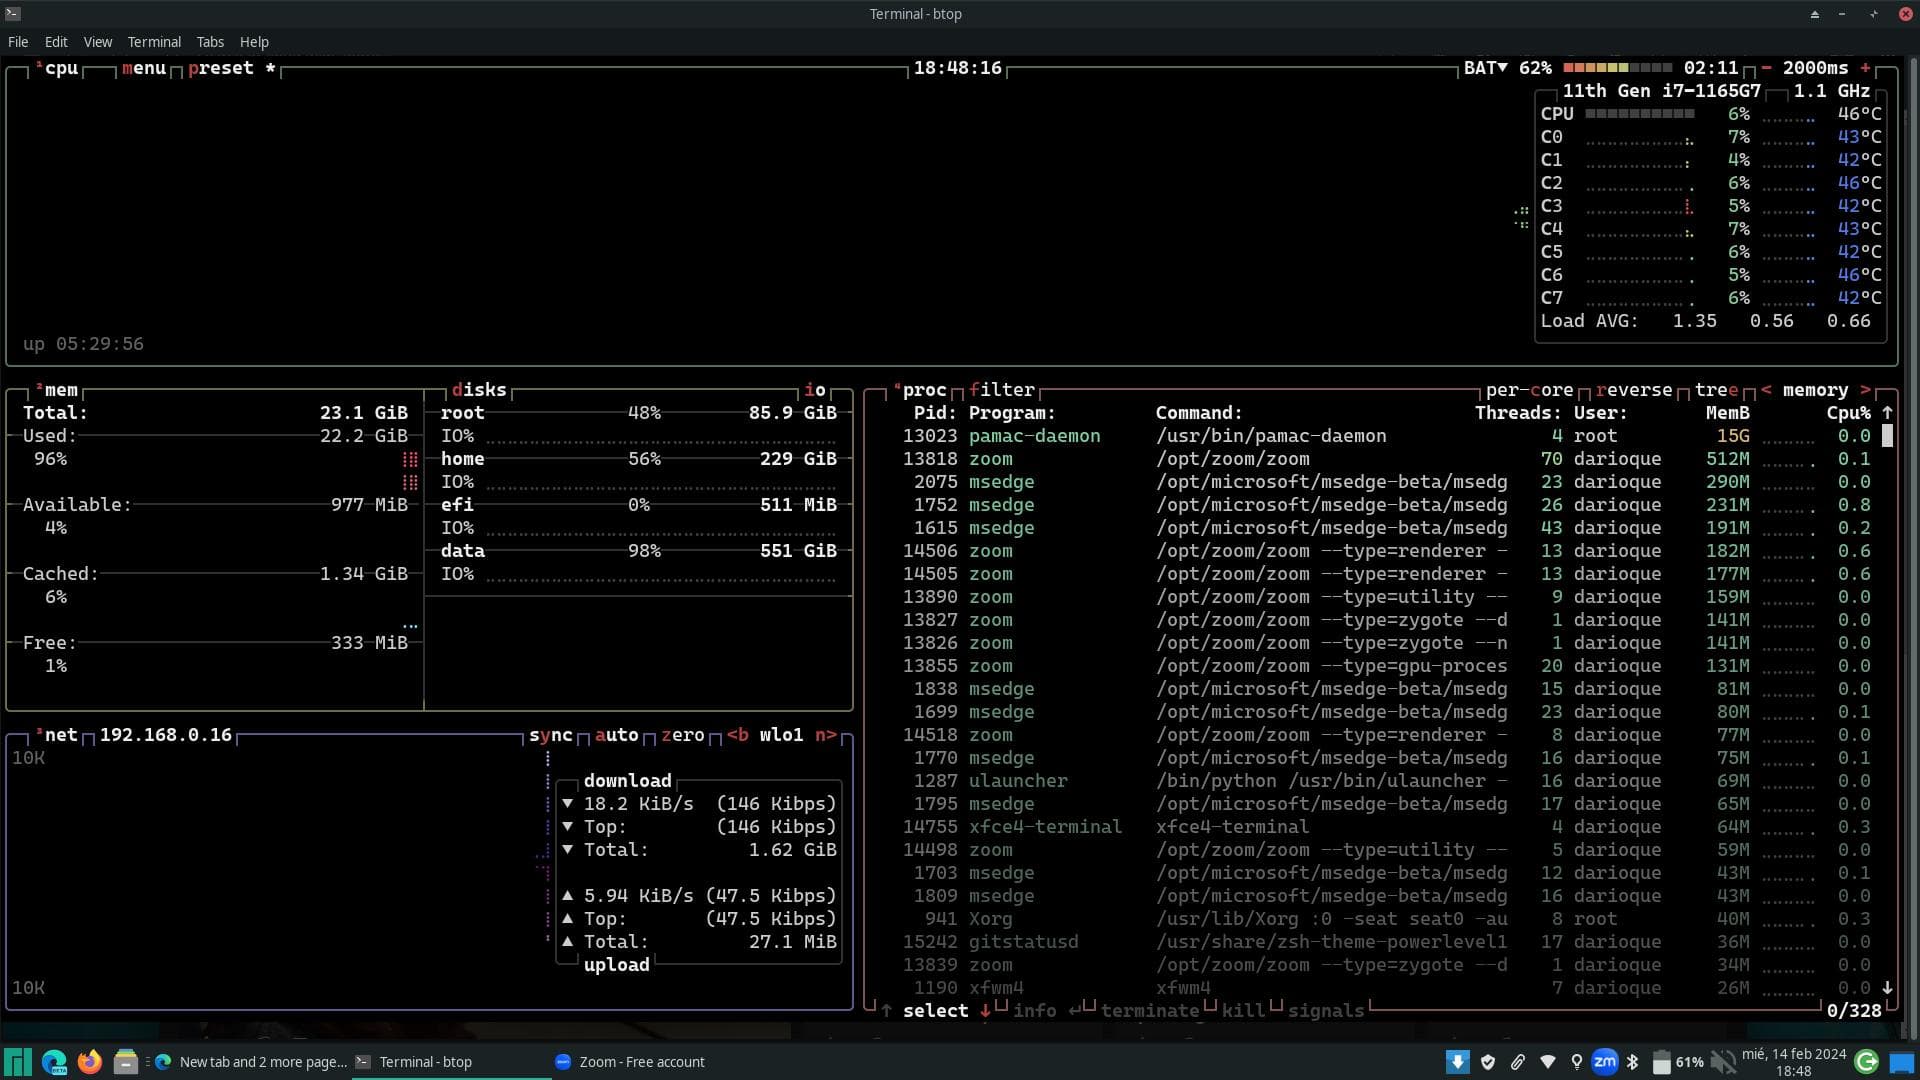 Terminal - btop
File Edit View Terminal Tabs Help
¹cpu menu preset * 18:48:16 BAT▼ 62% 02:11 - 2000ms +
11th Gen i7-1165G7 1.1 GHz
CPU 6% 46°C
C0 7% 43°C
C1 4% 42°C
C2 6% 46°C
C3 5% 42°C
C4 7% 43°C
C5 6% 42°C
C6 5% 46°C
C7 6% 42°C
Load AVG: 1.35 0.56 0.66
up 05:29:56
²mem
Total: 23.1 GiB
Used: 22.2 GiB
96%
Available: 977 MiB
4%
Cached: 1.34 GiB
6%
Free: 333 MiB
1%
disks io
root 48% 85.9 GiB
IO%
home 56% 229 GiB
IO%
efi 0% 511 MiB
IO%
data 98% 551 GiB
IO%
³net 192.168.0.16 sync auto zero <b wlo1 n>
10K
download
▼ 18.2 KiB/s (146 Kibps)
▼ Top: (146 Kibps)
▼ Total: 1.62 GiB
▲ 5.94 KiB/s (47.5 Kibps)
▲ Top: (47.5 Kibps)
▲ Total: 27.1 MiB
upload
10K
⁴proc filter per-core reverse tree < memory >
Pid: Program: Command: Threads: User: MemB Cpu% ↑
13023 pamac-daemon /usr/bin/pamac-daemon 4 root 15G 0.0
13818 zoom /opt/zoom/zoom 70 darioque 512M 0.1
2075 msedge /opt/microsoft/msedge-beta/msedg 23 darioque 290M 0.0
1752 msedge /opt/microsoft/msedge-beta/msedg 26 darioque 231M 0.8
1615 msedge /opt/microsoft/msedge-beta/msedg 43 darioque 191M 0.2
14506 zoom /opt/zoom/zoom --type=renderer - 13 darioque 182M 0.6
14505 zoom /opt/zoom/zoom --type=renderer - 13 darioque 177M 0.6
13890 zoom /opt/zoom/zoom --type=utility -- 9 darioque 159M 0.0
13827 zoom /opt/zoom/zoom --type=zygote --d 1 darioque 141M 0.0
13826 zoom /opt/zoom/zoom --type=zygote --n 1 darioque 141M 0.0
13855 zoom /opt/zoom/zoom --type=gpu-proces 20 darioque 131M 0.0
1838 msedge /opt/microsoft/msedge-beta/msedg 15 darioque 81M 0.0
1699 msedge /opt/microsoft/msedge-beta/msedg 23 darioque 80M 0.1
14518 zoom /opt/zoom/zoom --type=renderer - 8 darioque 77M 0.0
1770 msedge /opt/microsoft/msedge-beta/msedg 16 darioque 75M 0.1
1287 ulauncher /bin/python /usr/bin/ulauncher - 16 darioque 69M 0.0
1795 msedge /opt/microsoft/msedge-beta/msedg 17 darioque 65M 0.0
14755 xfce4-terminal xfce4-terminal 4 darioque 64M 0.3
14498 zoom /opt/zoom/zoom --type=utility -- 5 darioque 59M 0.0
1703 msedge /opt/microsoft/msedge-beta/msedg 12 darioque 43M 0.1
1809 msedge /opt/microsoft/msedge-beta/msedg 16 darioque 43M 0.0
941 Xorg /usr/lib/Xorg :0 -seat seat0 -au 8 root 40M 0.3
15242 gitstatusd /usr/share/zsh-theme-powerlevel1 17 darioque 36M 0.0
13839 zoom /opt/zoom/zoom --type=zygote --d 1 darioque 34M 0.0
1190 xfwm4 xfwm4 7 darioque 26M 0.0 ↓
↑ select ↓ info ↵ terminate kill signals 0/328
New tab and 2 more page... Terminal - btop Zoom - Free account zm 61% mié, 14 feb 2024
18:48